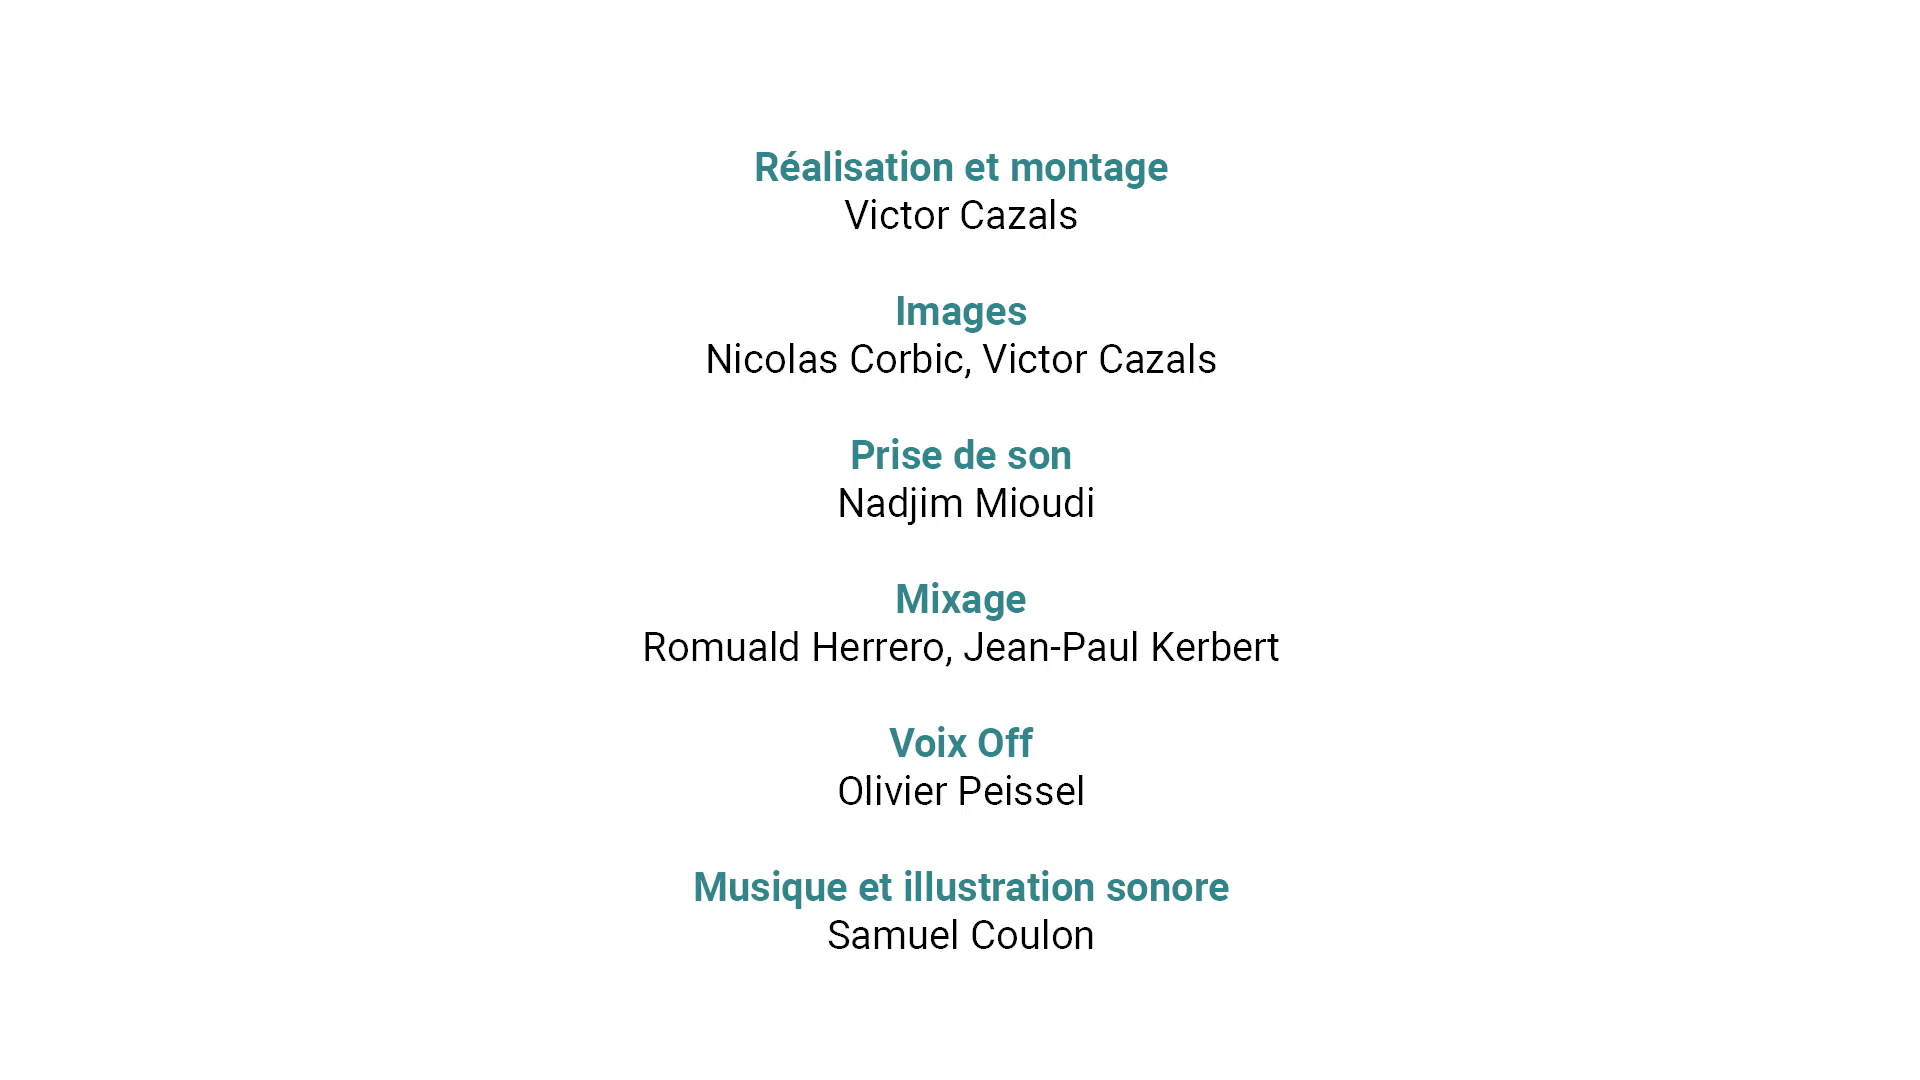 Réalisation et montage
Victor Cazals
Images
Nicolas Corbic, Victor Cazals
Prise de son
Nadjim Mioudi
Mixage
Romuald Herrero, Jean-Paul Kerbert
Voix Off
Olivier Peissel
Musique et illustration sonore
Samuel Coulon